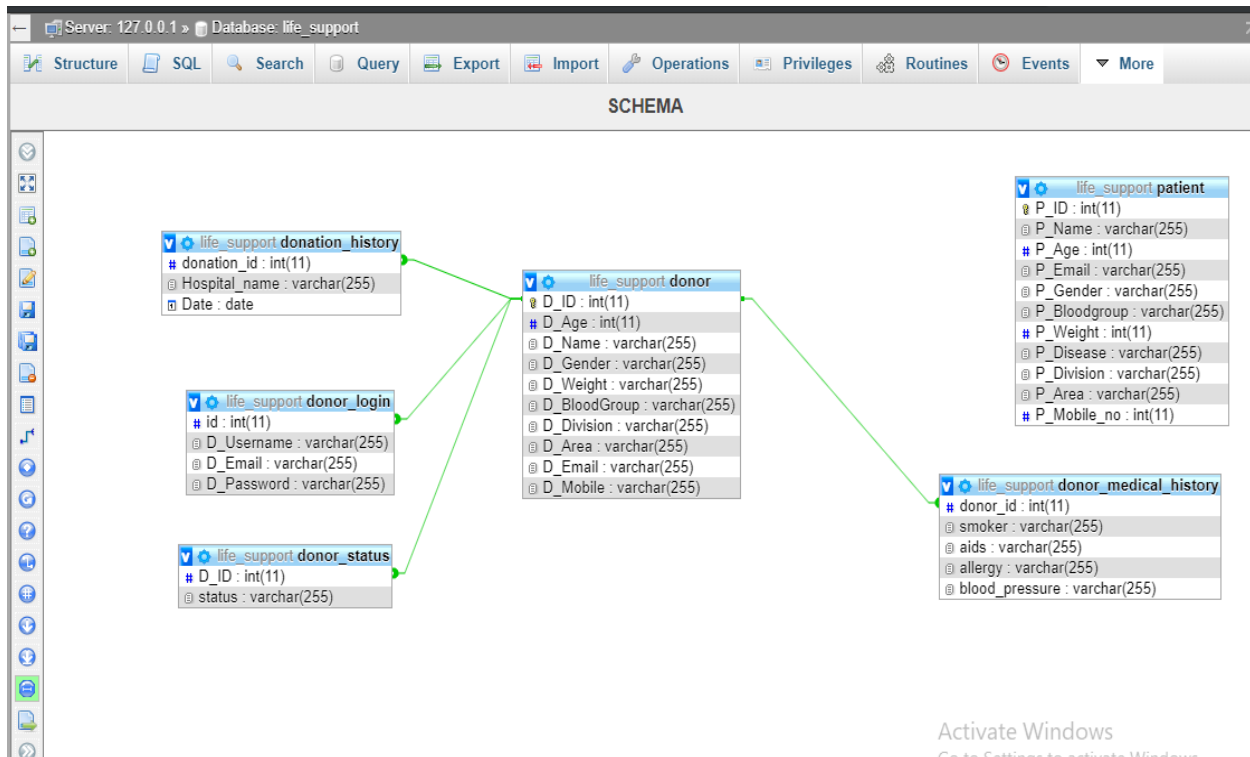 Server: 127.0.0.1 » Database: life_support
Structure SQL Search Query Export Import Operations Privileges Routines Events More
SCHEMA
life_support donation_history
donation_id : int(11)
Hospital_name : varchar(255)
Date : date
life_support donor_login
id : int(11)
D_Username : varchar(255)
D_Email : varchar(255)
D_Password : varchar(255)
life_support donor_status
D_ID : int(11)
status : varchar(255)
life_support donor
D_ID : int(11)
D_Age : int(11)
D_Name : varchar(255)
D_Gender : varchar(255)
D_Weight : varchar(255)
D_BloodGroup : varchar(255)
D_Division : varchar(255)
D_Area : varchar(255)
D_Email : varchar(255)
D_Mobile : varchar(255)
life_support patient
P_ID : int(11)
P_Name : varchar(255)
P_Age : int(11)
P_Email : varchar(255)
P_Gender : varchar(255)
P_Bloodgroup : varchar(255)
P_Weight : int(11)
P_Disease : varchar(255)
P_Division : varchar(255)
P_Area : varchar(255)
P_Mobile_no : int(11)
life_support donor_medical_history
donor_id : int(11)
smoker : varchar(255)
aids : varchar(255)
allergy : varchar(255)
blood_pressure : varchar(255)
Activate Windows
Go to Settings to activate Windows